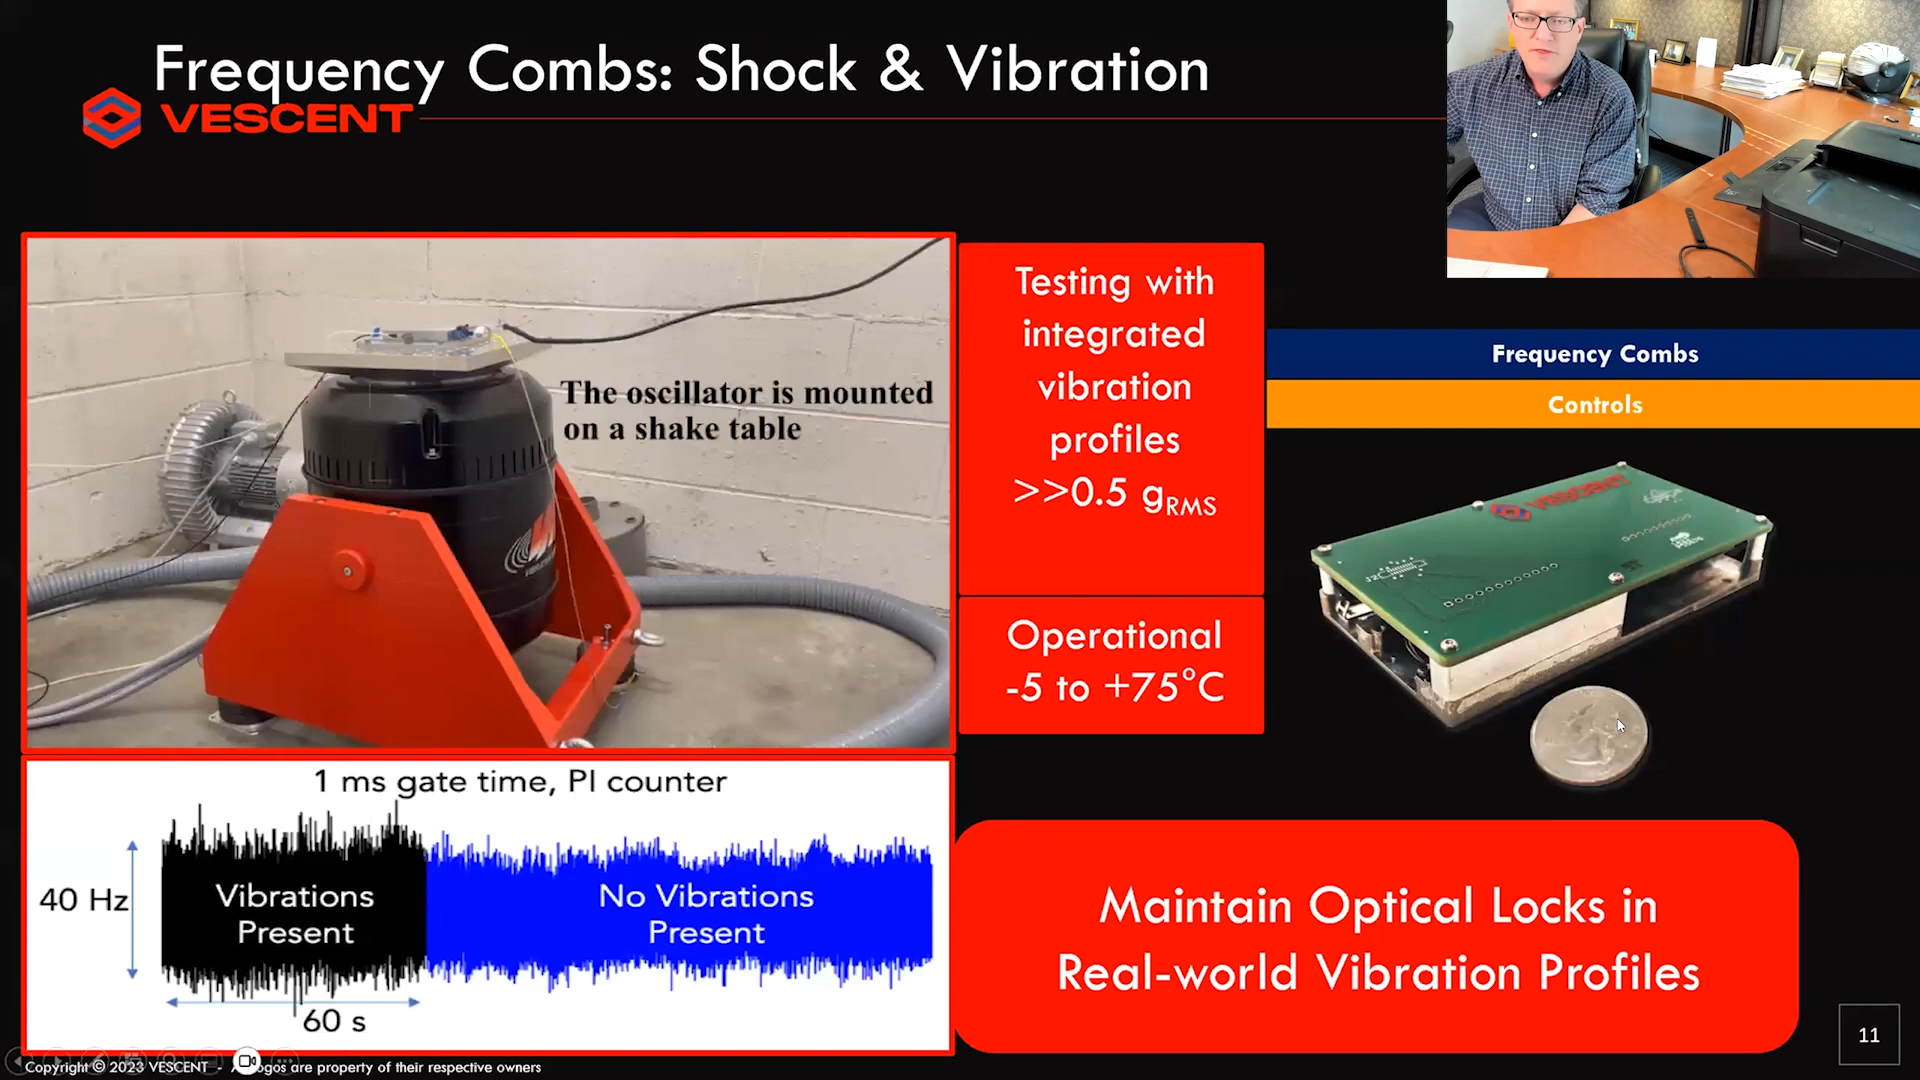 Frequency Combs: Shock & Vibration
VESCENT
The oscillator is mounted
on a shake table
Testing with
integrated
vibration
profiles
>>0.5 gRMS
Operational
-5 to +75°C
Frequency Combs
Controls
VESCENT
J2
1 ms gate time, PI counter
40 Hz
Vibrations
Present
No Vibrations
Present
60 s
Maintain Optical Locks in
Real-world Vibration Profiles
11
Copyright © 2023 VESCENT - logos are property of their respective owners